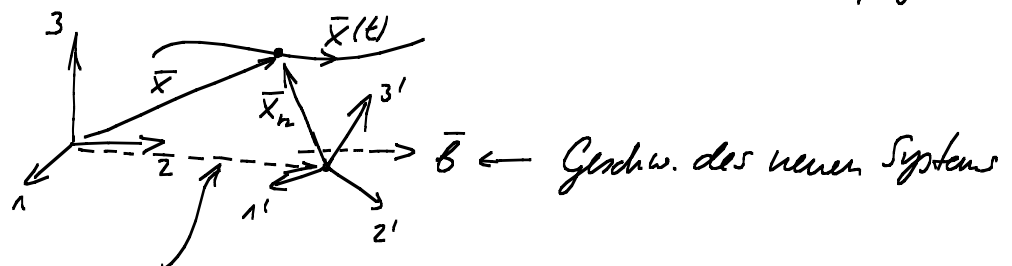 3
x̄(t)
x̄
x̄ₙ
3'
b̄ ← Geschw. des neuen Systems
2
1
1'
2'